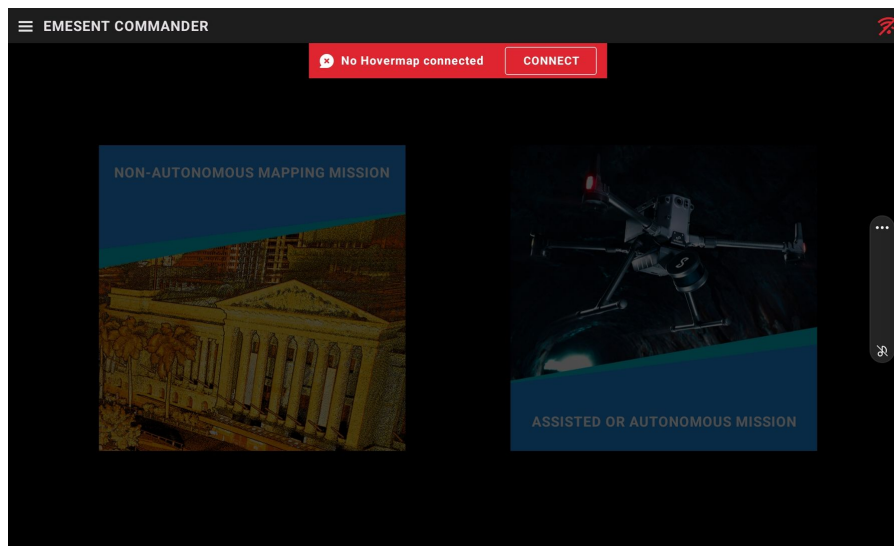 EMESENT COMMANDER
No Hovermap connected CONNECT
NON-AUTONOMOUS MAPPING MISSION
ASSISTED OR AUTONOMOUS MISSION